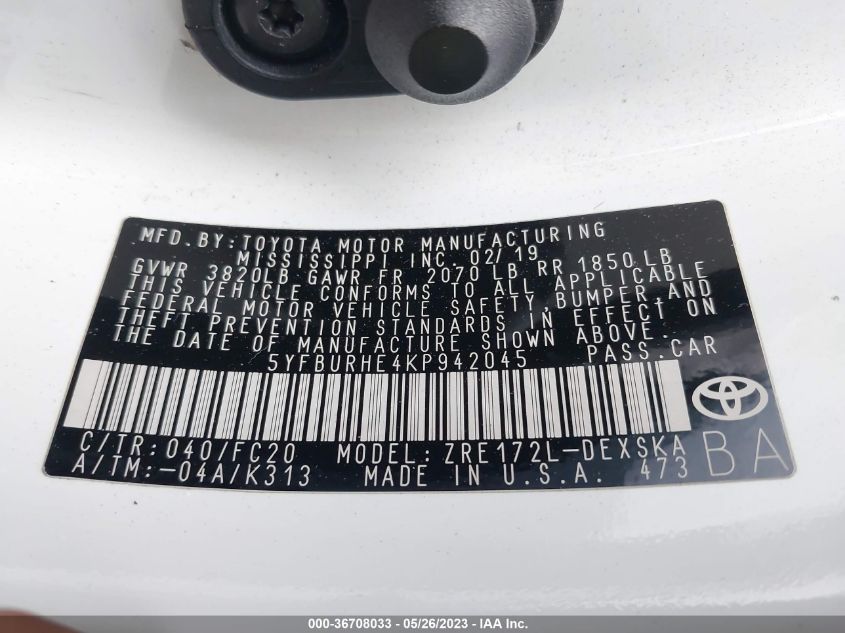 MFD. BY: TOYOTA MOTOR MANUFACTURING
MISSISSIPPI INC. 02/19
GVWR 3820LB GAWR FR 2070 LB RR 1850LB
THIS VEHICLE CONFORMS TO ALL APPLICABLE
FEDERAL MOTOR VEHICLE SAFETY, BUMPER, AND
THEFT PREVENTION STANDARDS IN EFFECT ON
THE DATE OF MANUFACTURE SHOWN ABOVE.
5YFBURHE4KP942045 PASS. CAR
C/TR: 040/FC20 MODEL: ZRE172L-DEXSKA
A/TM:-04A/K313 MADE IN U.S.A. 473
BA
000-36708033 - 05/26/2023 - IAA Inc.